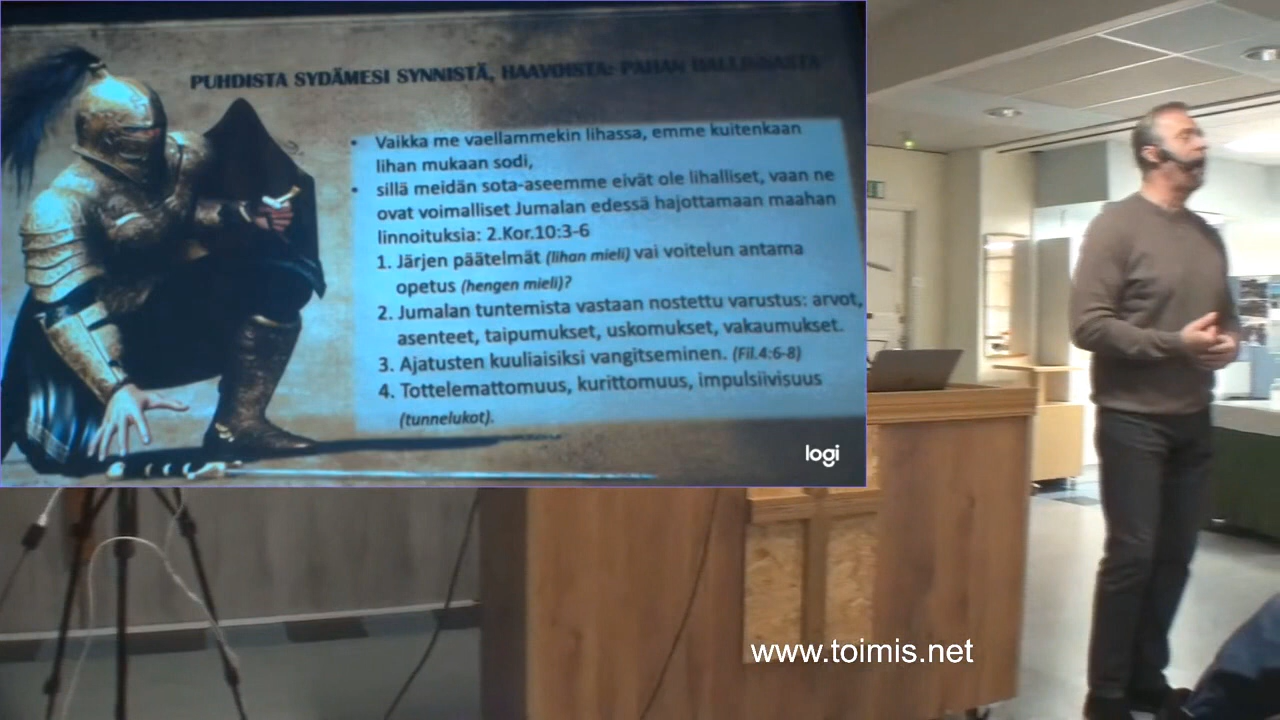 PUHDISTA SYDÄMESI SYNNISTÄ, HAAVOISTA: PAHAN HALLINNASTA
• Vaikka me vaellammekin lihassa, emme kuitenkaan
lihan mukaan sodi,
• sillä meidän sota-aseemme eivät ole lihalliset, vaan ne
ovat voimalliset Jumalan edessä hajottamaan maahan
linnoituksia: 2.Kor.10:3-6
1. Järjen päätelmät (lihan mieli) vai voitelun antama
opetus (hengen mieli)?
2. Jumalan tuntemista vastaan nostettu varustus: arvot,
asenteet, taipumukset, uskomukset, vakaumukset.
3. Ajatusten kuuliaisiksi vangitseminen. (Fil.4:6-8)
4. Tottelemattomuus, kurittomuus, impulsiivisuus
(tunnelukot).
logi
www.toimis.net